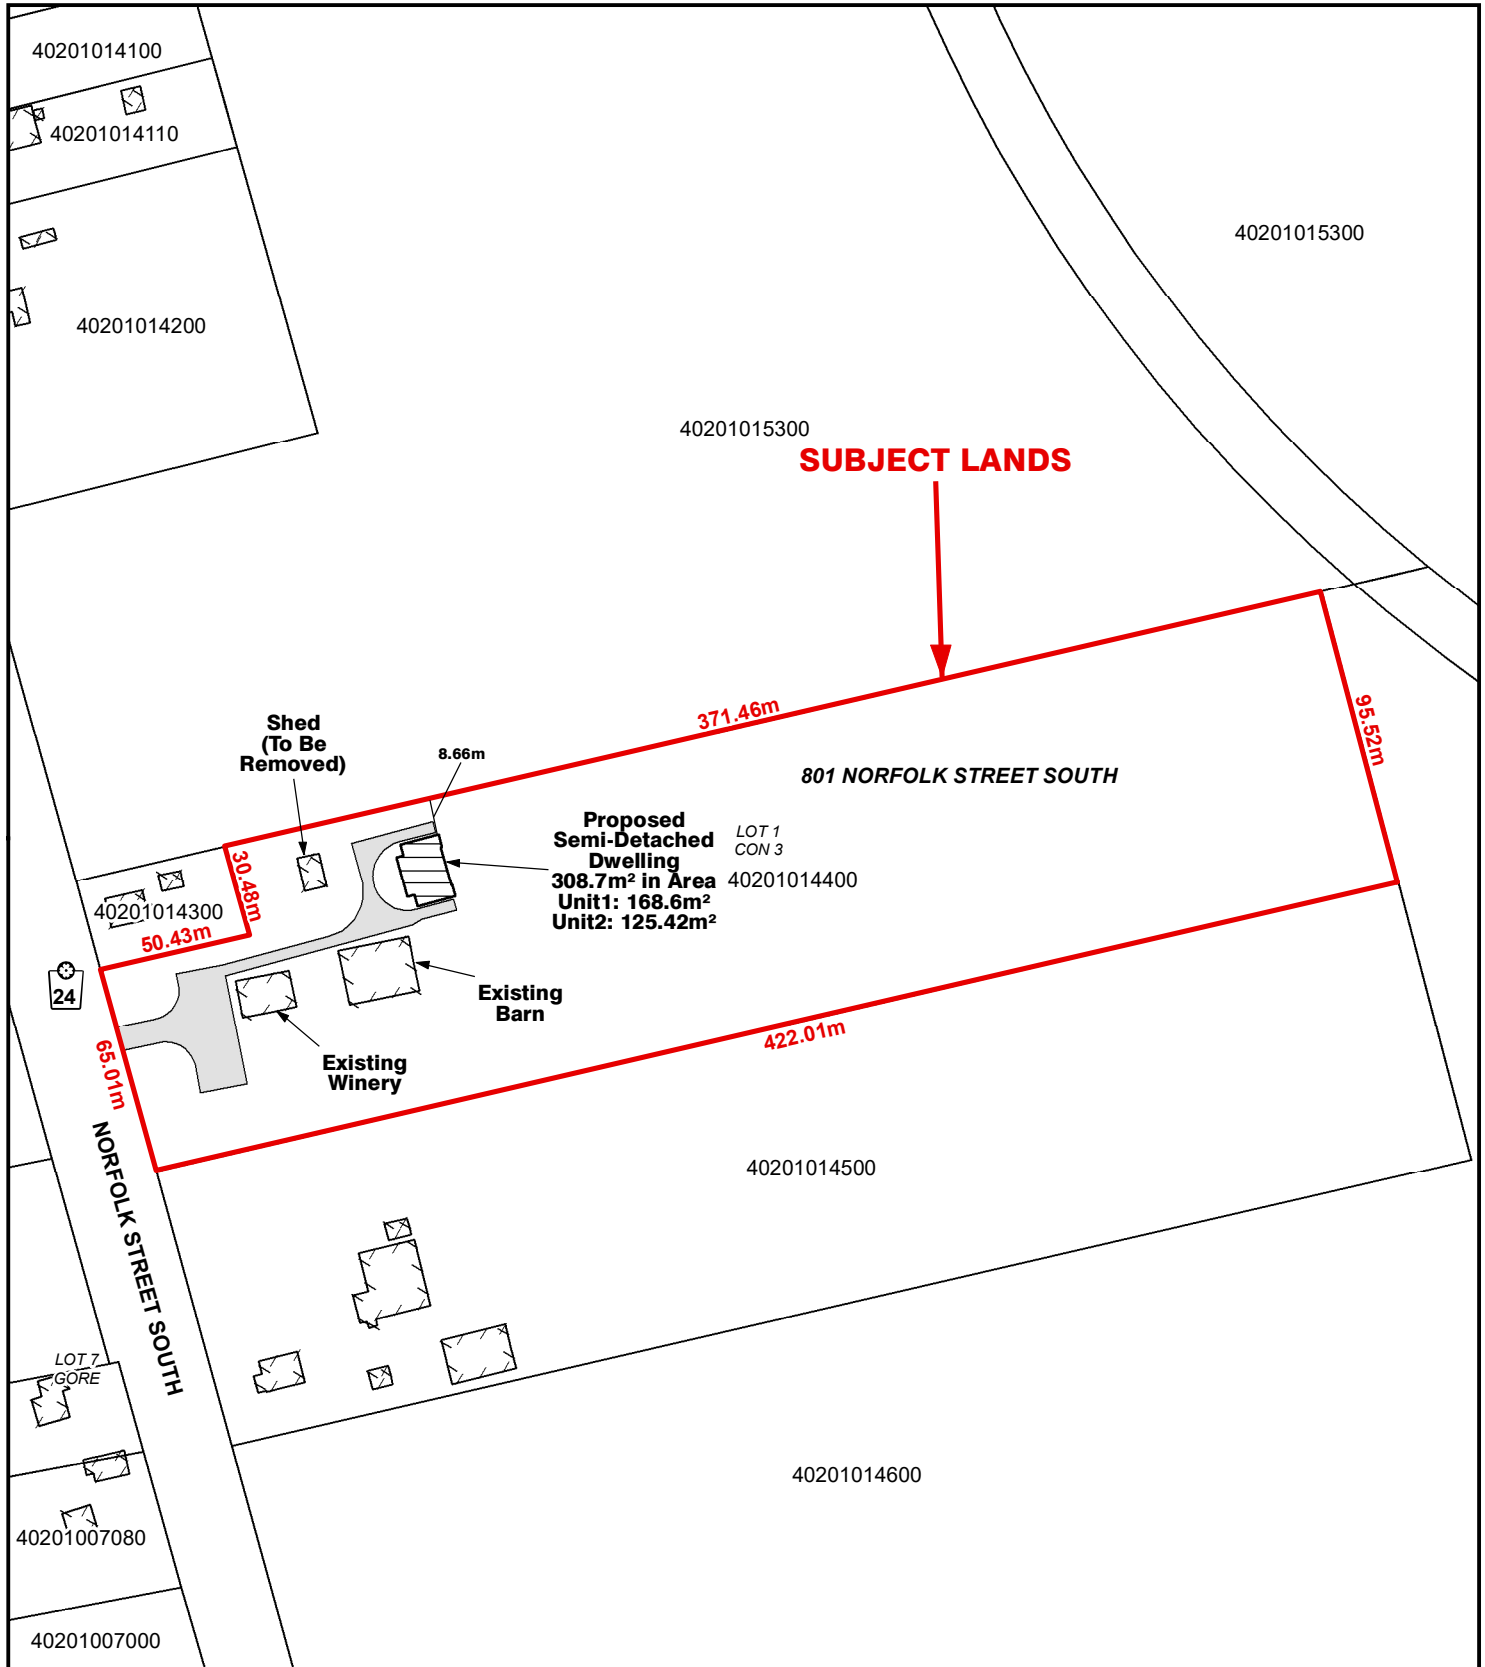 40201014100
40201014110
40201015300
40201014200
40201015300
SUBJECT LANDS
371.46m
95.52m
Shed
(To Be
Removed)
8.66m
801 NORFOLK STREET SOUTH
Proposed
Semi-Detached
Dwelling
308.7m² in Area
Unit1: 168.6m²
Unit2: 125.42m²
LOT 1
CON 3
40201014400
30.48m
40201014300
50.43m
24
Existing
Barn
Existing
Winery
422.01m
65.01m
NORFOLK STREET SOUTH
40201014500
LOT 7
GORE
40201014600
40201007080
40201007000